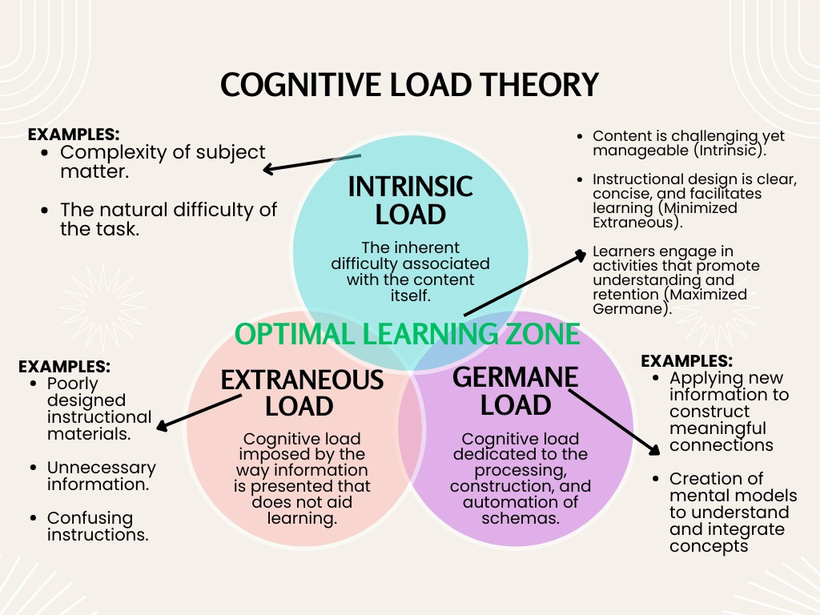 COGNITIVE LOAD THEORY
EXAMPLES:
• Complexity of subject
matter.
• The natural difficulty of
the task.
INTRINSIC
LOAD
The inherent
difficulty associated
with the content
itself.
• Content is challenging yet
manageable (Intrinsic).
• Instructional design is clear,
concise, and facilitates
learning (Minimized
Extraneous).
• Learners engage in
activities that promote
understanding and
retention (Maximized
Germane).
OPTIMAL LEARNING ZONE
EXAMPLES:
• Poorly
designed
instructional
materials.
• Unnecessary
information.
• Confusing
instructions.
EXTRANEOUS
LOAD
Cognitive load
imposed by the
way information
is presented that
does not aid
learning.
GERMANE
LOAD
Cognitive load
dedicated to the
processing,
construction, and
automation of
schemas.
EXAMPLES:
• Applying new
information to
construct
meaningful
connections
• Creation of
mental models
to understand
and integrate
concepts